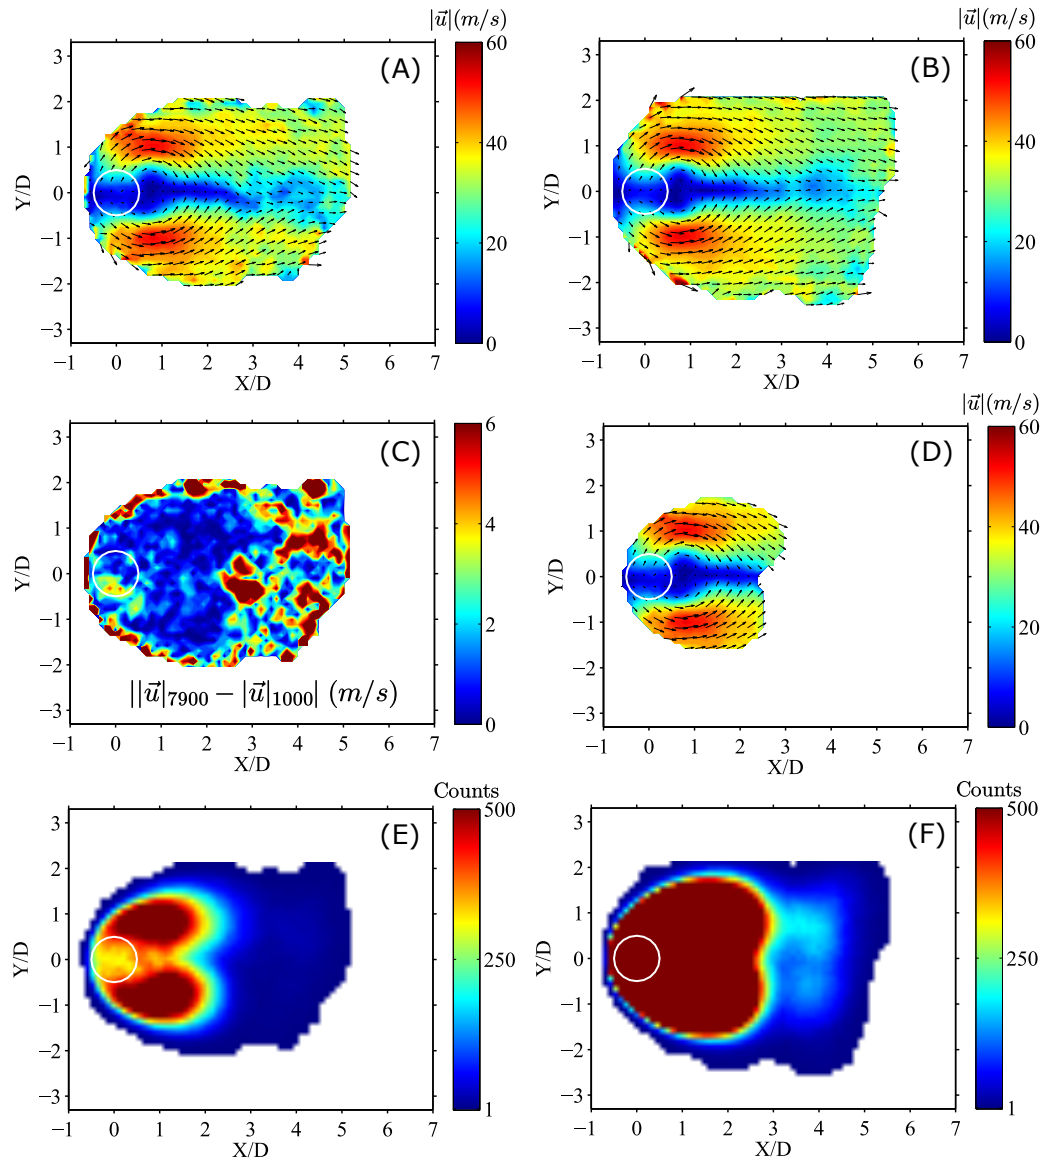 |u⃗|(m/s) |u⃗|(m/s)
(A) (B)
3 60 3 60
2 2
1 40 1 40
Y/D 0 Y/D 0
−1 20 −1 20
−2 −2
−3 0 −3 0
−1 0 1 2 3 4 5 6 7 −1 0 1 2 3 4 5 6 7
X/D X/D
|u⃗|(m/s)
(C) (D)
3 6 3 60
2 2
1 4 1 40
Y/D 0 Y/D 0
−1 2 −1 20
−2 −2
||u⃗|7900 − |u⃗|1000| (m/s)
−3 0 −3 0
−1 0 1 2 3 4 5 6 7 −1 0 1 2 3 4 5 6 7
X/D X/D
Counts Counts
(E) (F)
3 500 3 500
2 2
1 1
Y/D 0 250 Y/D 0 250
−1 −1
−2 −2
−3 1 −3 1
−1 0 1 2 3 4 5 6 7 −1 0 1 2 3 4 5 6 7
X/D X/D